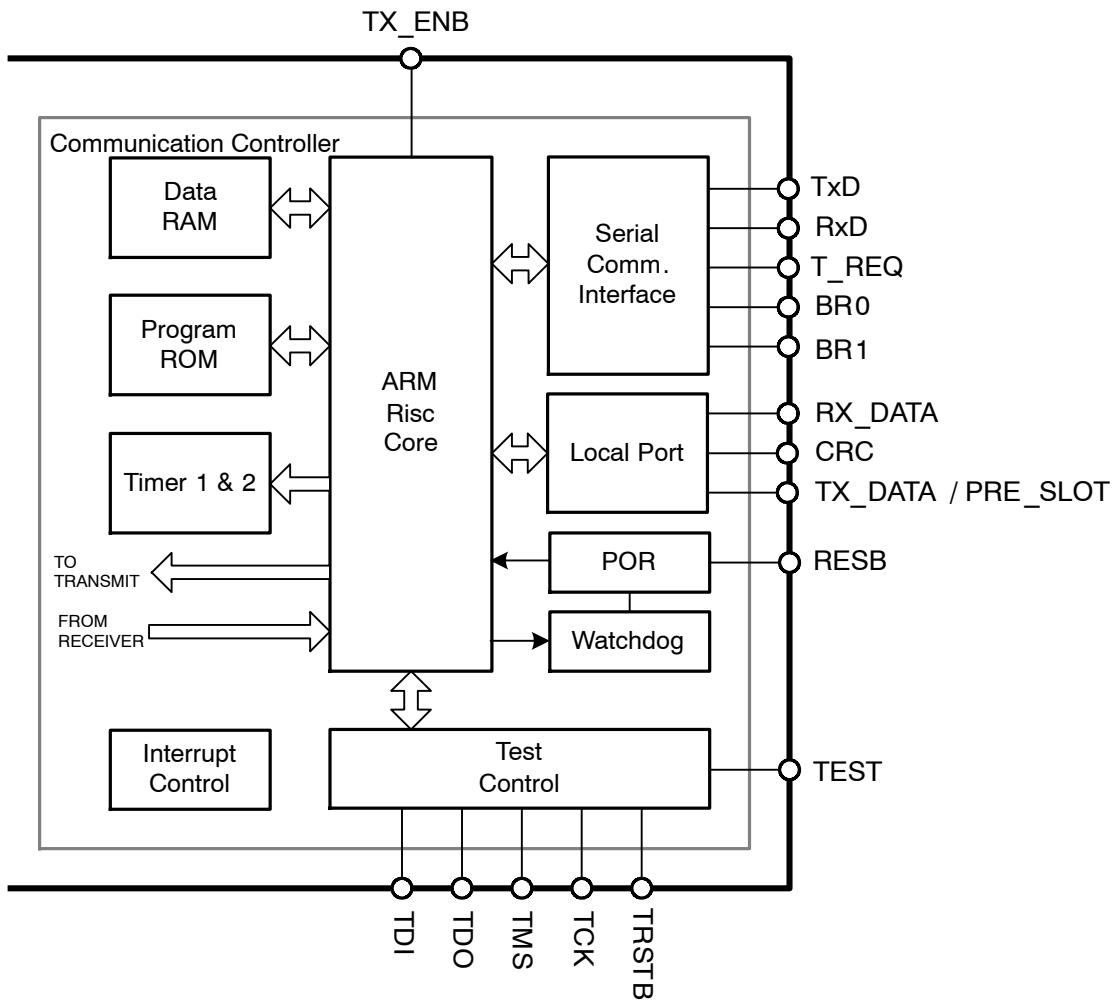 TX_ENB
Communication Controller
Data
RAM
Program
ROM
Timer 1 & 2
TO
TRANSMIT
FROM
RECEIVER
Interrupt
Control
ARM
Risc
Core
Serial
Comm.
Interface
Local Port
POR
Watchdog
Test
Control
TxD
RxD
T_REQ
BR0
BR1
RX_DATA
CRC
TX_DATA / PRE_SLOT
RESB
TEST
TDI
TDO
TMS
TCK
TRSTB